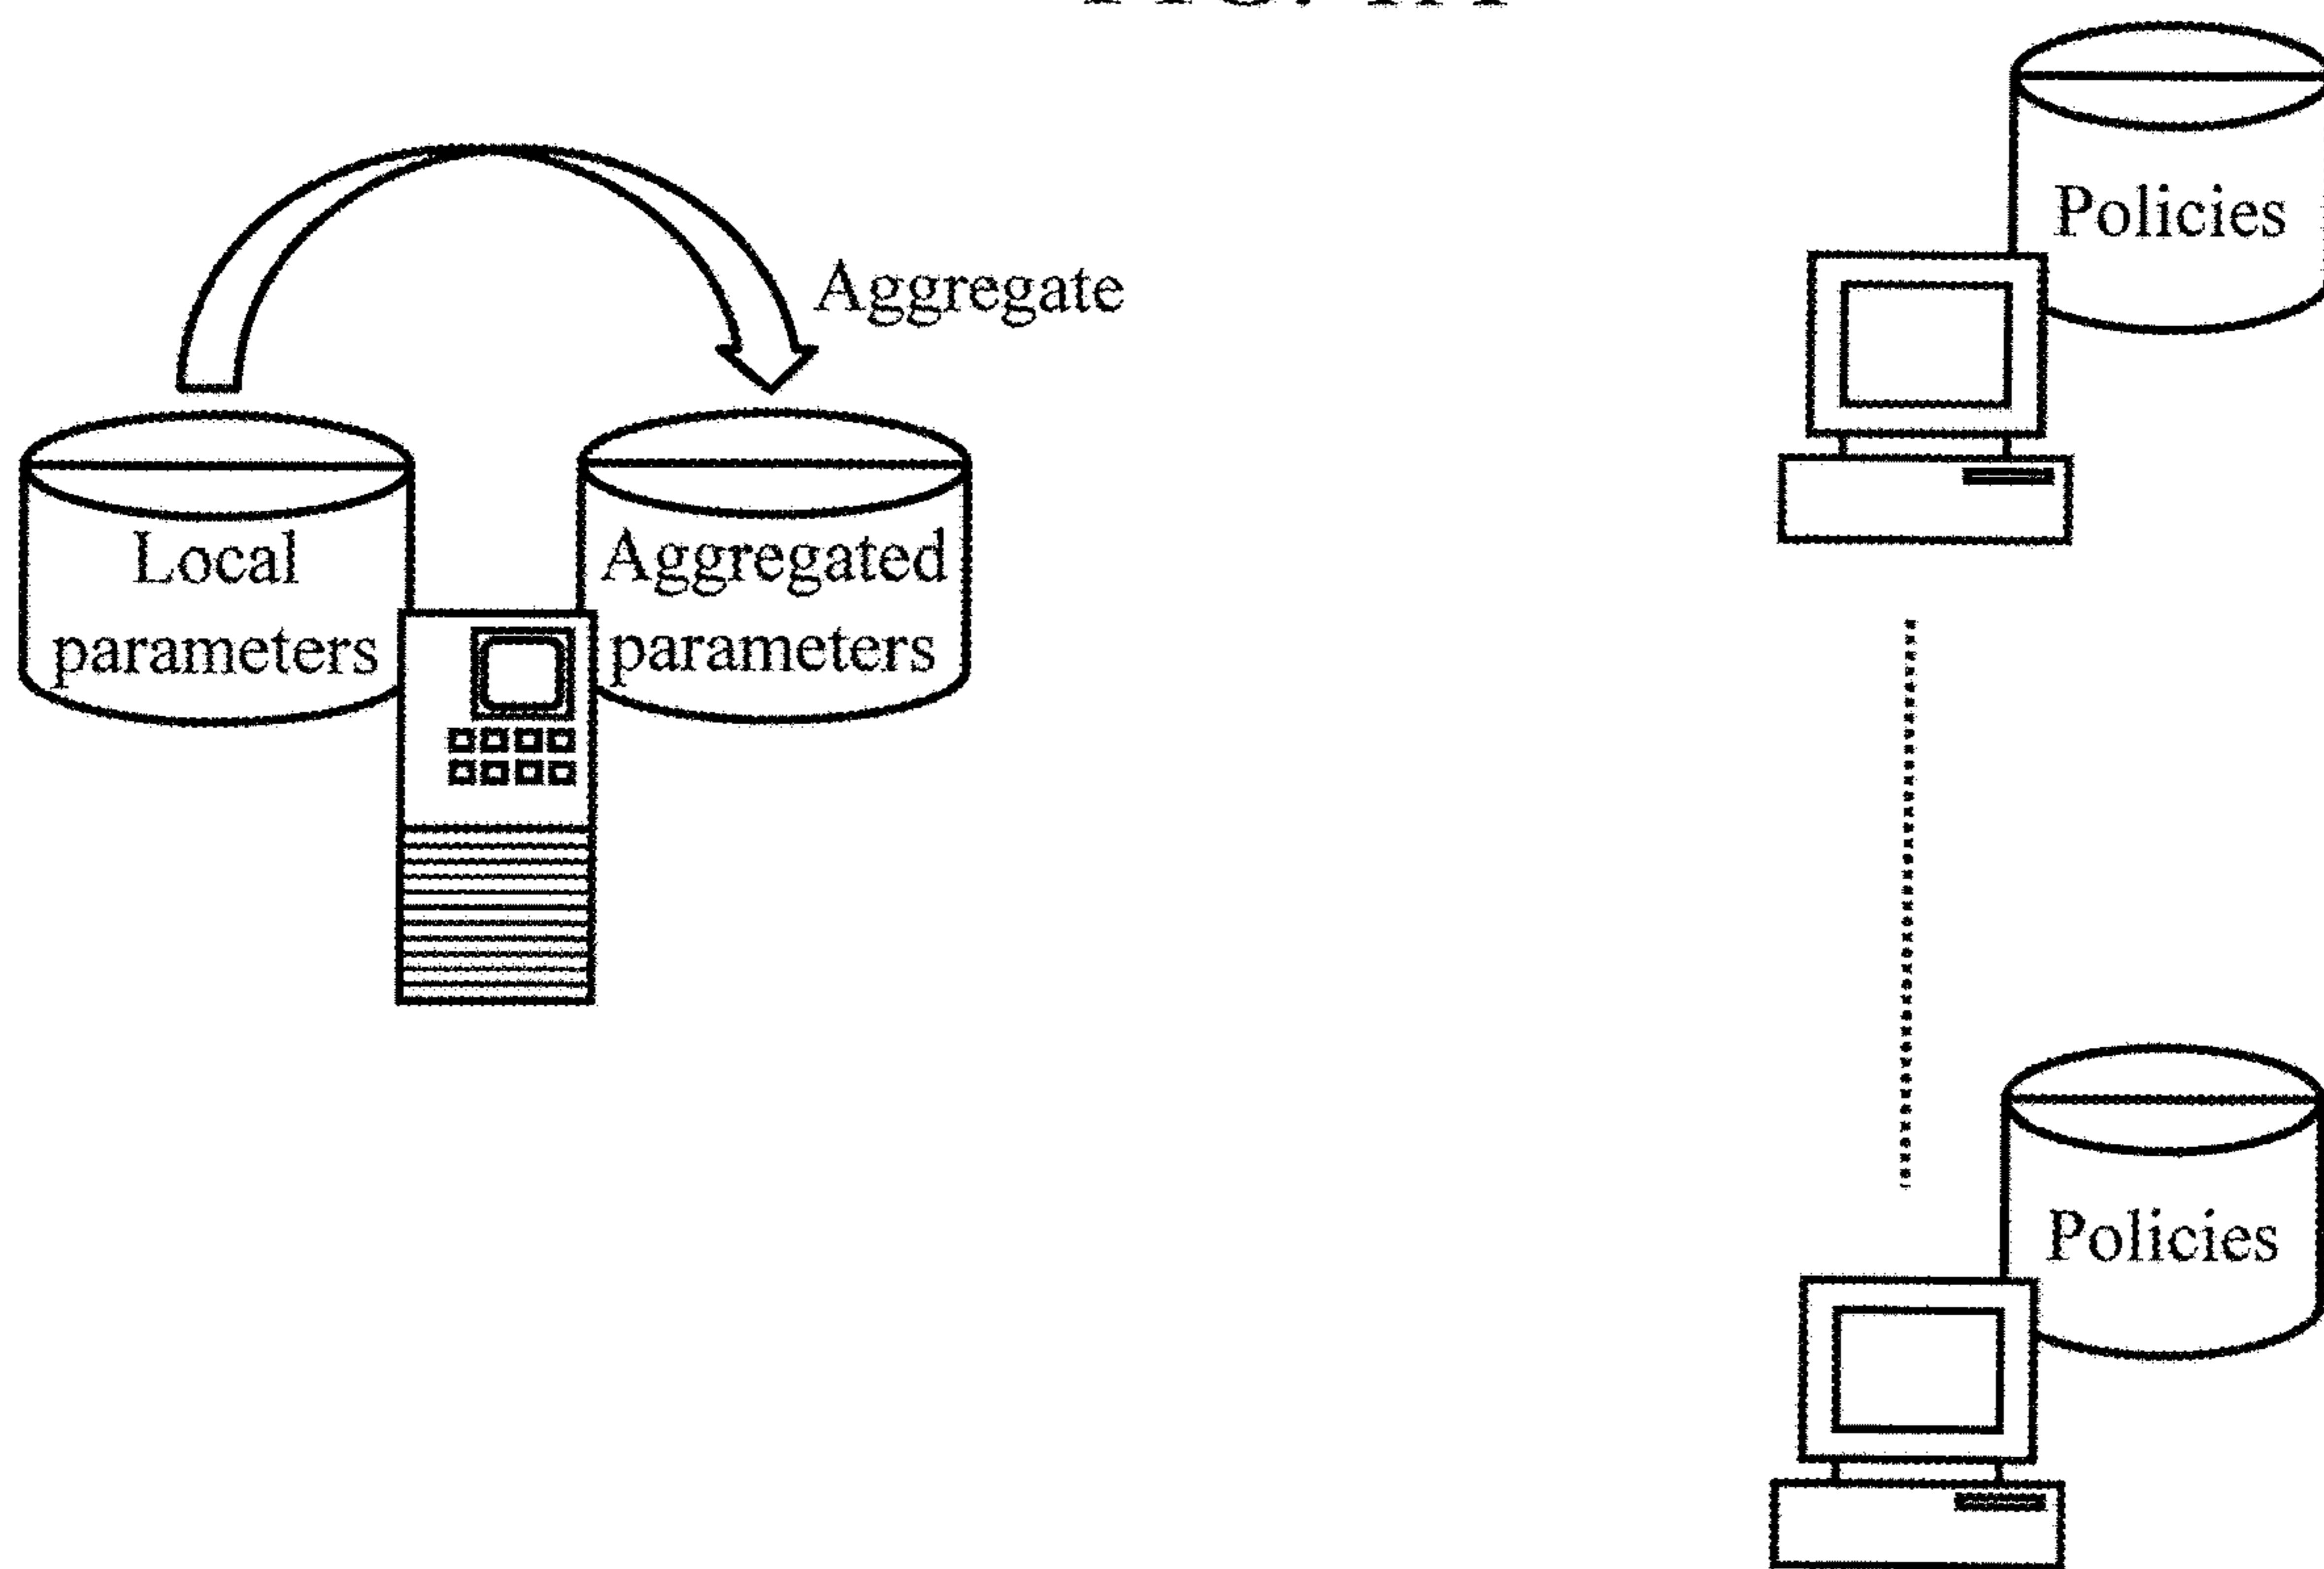 Policies
Aggregate
Local
parameters
Aggregated
parameters
Policies